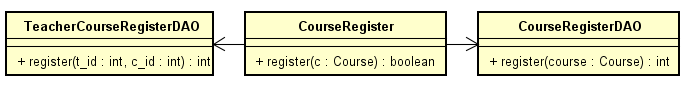 TeacherCourseRegisterDAO
+ register(t_id : int, c_id : int) : int
CourseRegister
+ register(c : Course) : boolean
CourseRegisterDAO
+ register(course : Course) : int